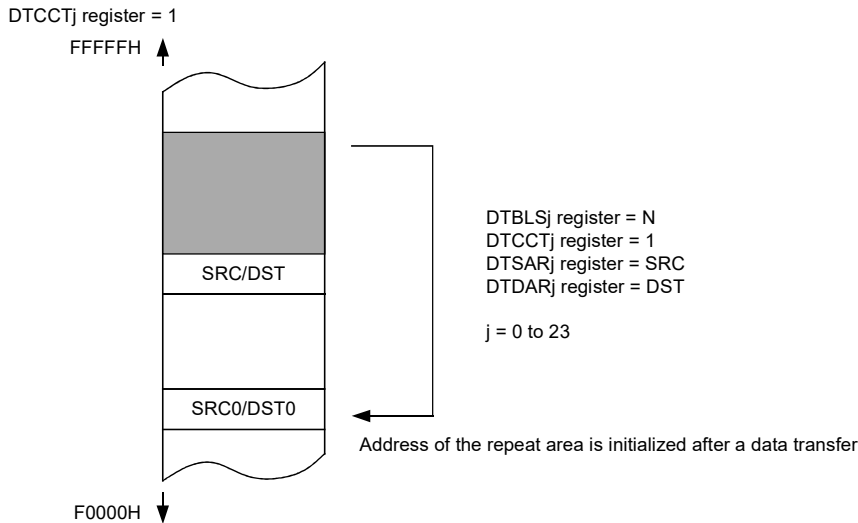 DTCCTj register = 1
FFFFFH
SRC/DST
SRC0/DST0
F0000H
DTBLSj register = N
DTCCTj register = 1
DTSARj register = SRC
DTDARj register = DST
j = 0 to 23
Address of the repeat area is initialized after a data transfer